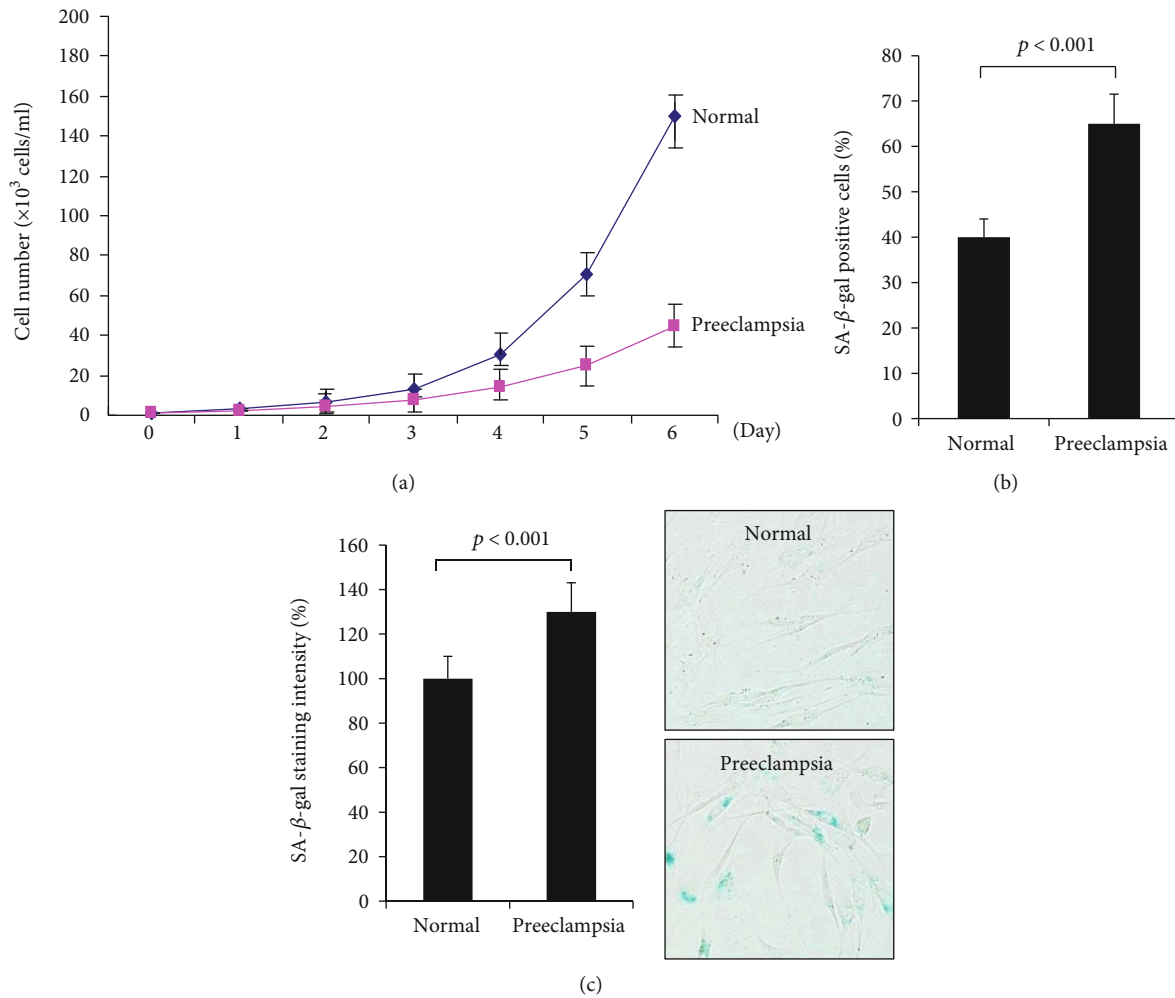 200
180
160
140
120
100
80
60
40
20
0
Cell number (×10³ cells/ml)
Normal
Preeclampsia
0 1 2 3 4 5 6 (Day)
(a)
p < 0.001
80
70
60
50
40
30
20
10
0
SA-β-gal positive cells (%)
Normal Preeclampsia
(b)
p < 0.001
160
140
120
100
80
60
40
20
0
SA-β-gal staining intensity (%)
Normal Preeclampsia
Normal
Preeclampsia
(c)